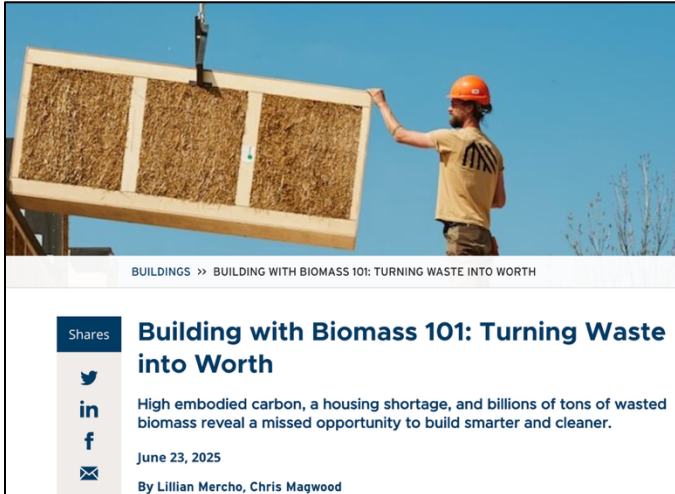 BUILDINGS >> BUILDING WITH BIOMASS 101: TURNING WASTE INTO WORTH
Shares
Building with Biomass 101: Turning Waste
into Worth
High embodied carbon, a housing shortage, and billions of tons of wasted
biomass reveal a missed opportunity to build smarter and cleaner.
June 23, 2025
By Lillian Mercho, Chris Magwood